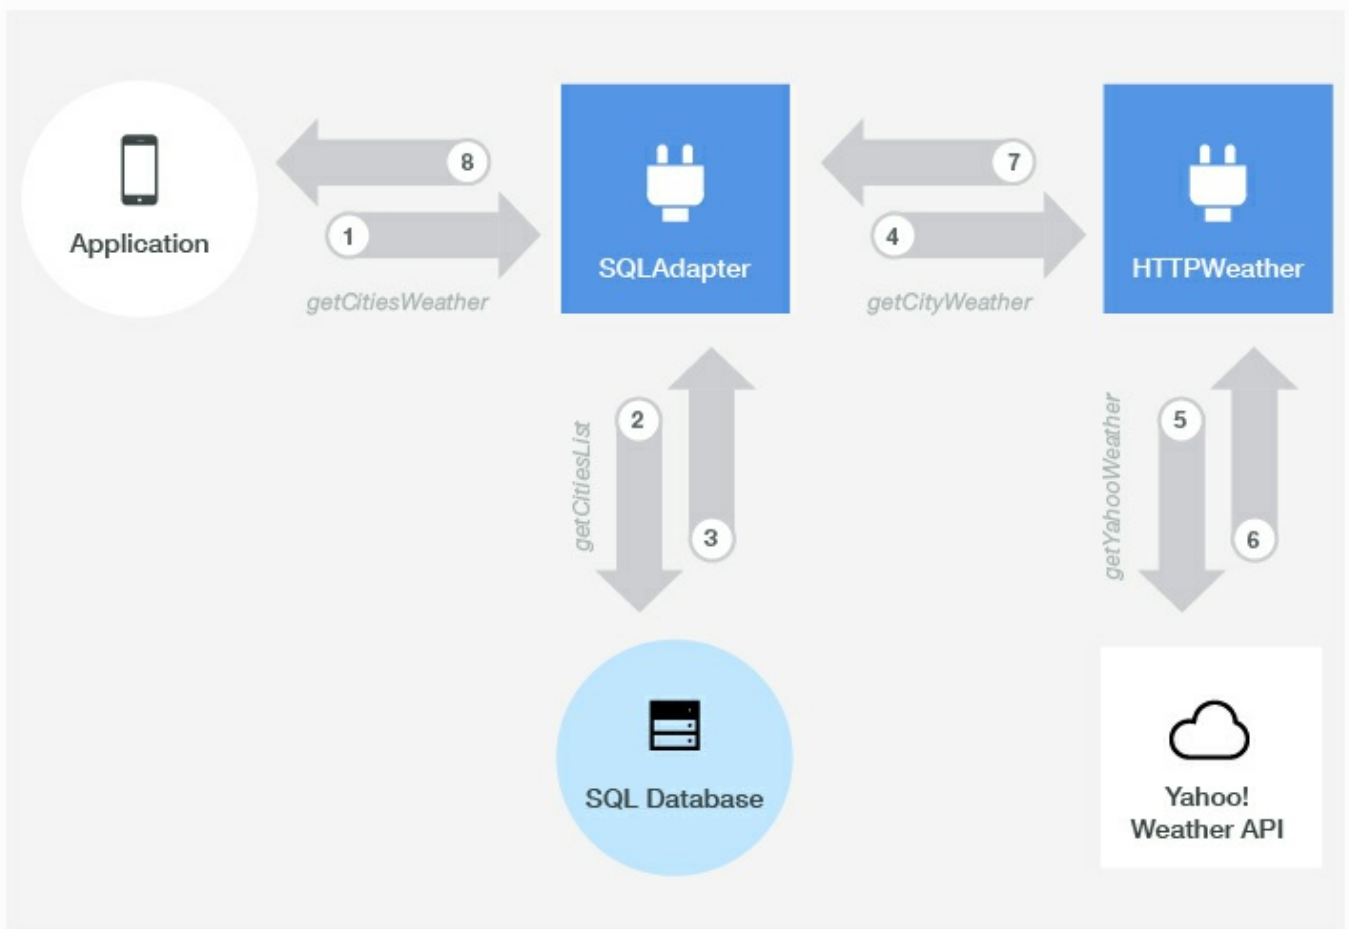 Application
8
1
getCitiesWeather
SQLAdapter
7
4
getCityWeather
HTTPWeather
getCitiesList
2
3
getYahooWeather
5
6
SQL Database
Yahoo!
Weather API